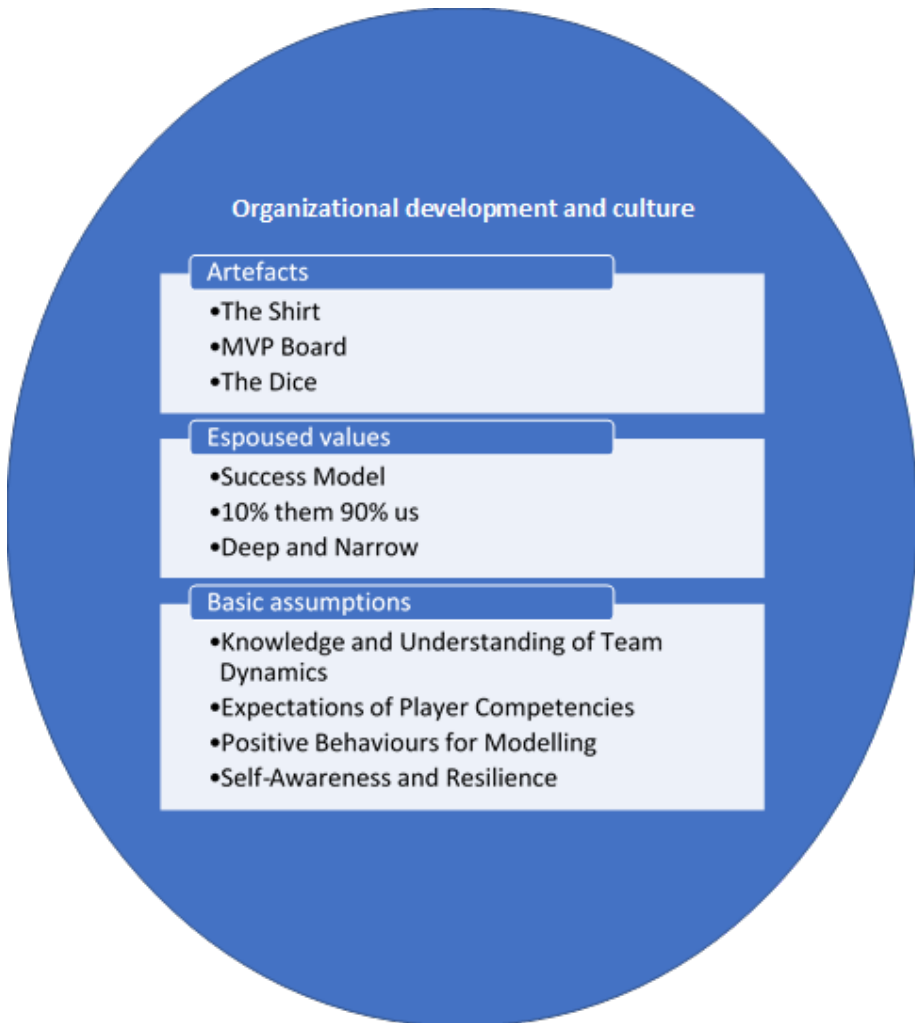 Organizational development and culture
Artefacts
•The Shirt
•MVP Board
•The Dice
Espoused values
•Success Model
•10% them 90% us
•Deep and Narrow
Basic assumptions
•Knowledge and Understanding of Team
Dynamics
•Expectations of Player Competencies
•Positive Behaviours for Modelling
•Self-Awareness and Resilience